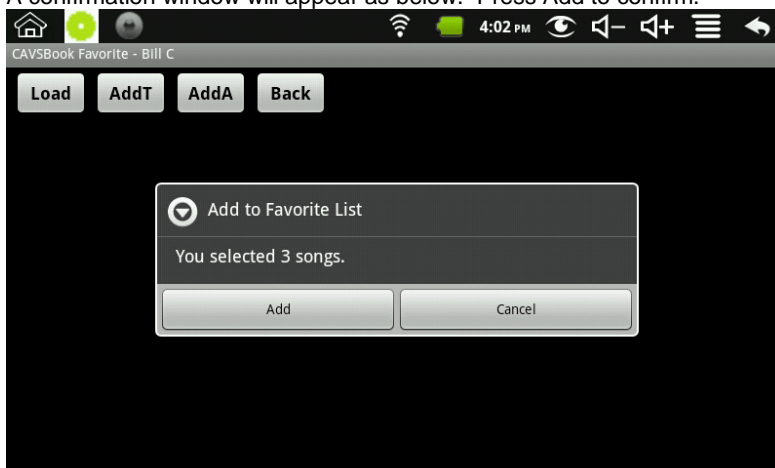 A confirmation window will appear as below. Press Add to confirm.
4:02 PM
CAVSBook Favorite - Bill C
Load AddT AddA Back
Add to Favorite List
You selected 3 songs.
Add Cancel